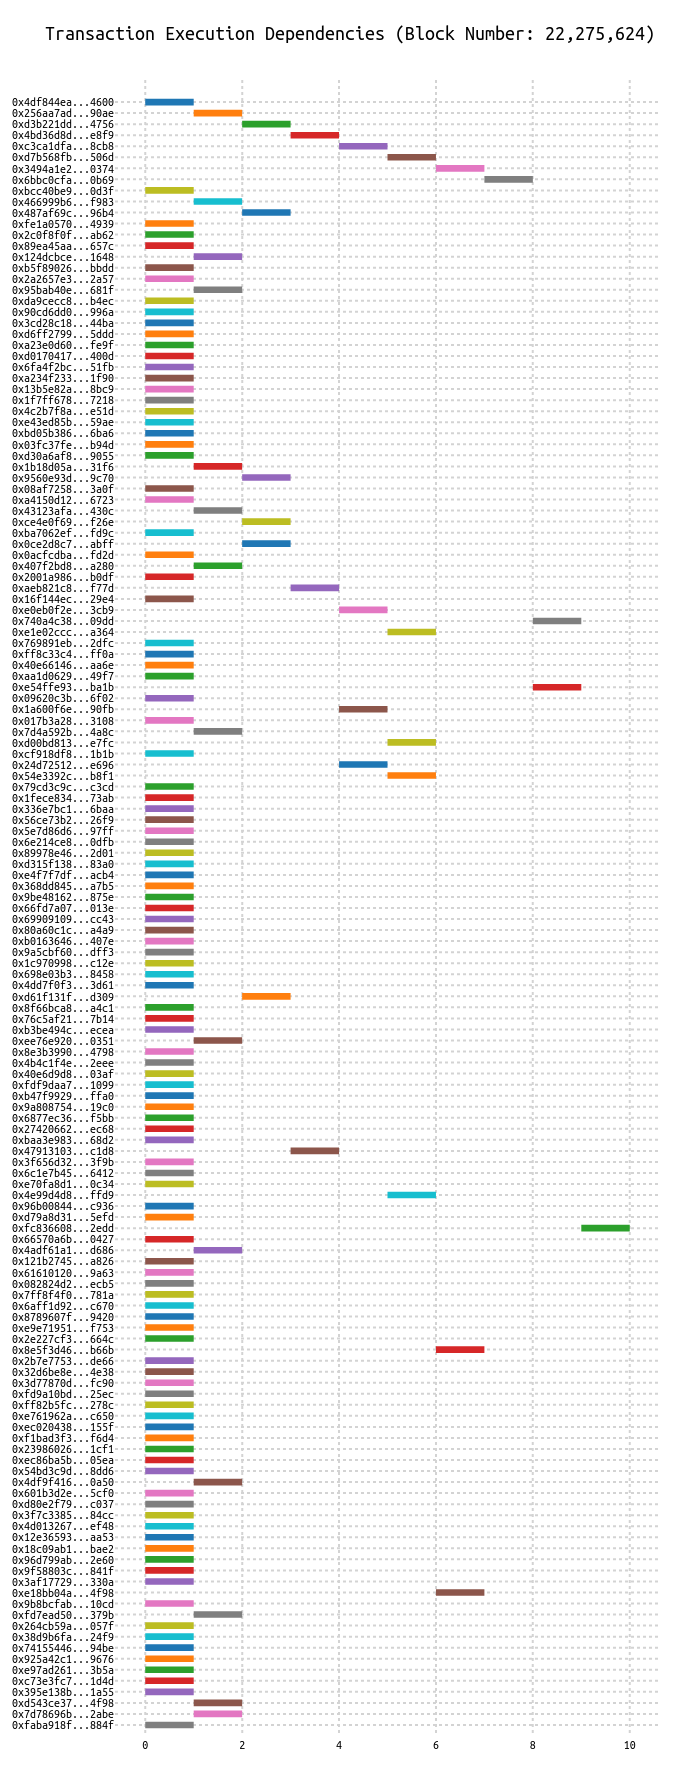 Transaction Execution Dependencies (Block Number: 22,275,624)
0x4df844ea...4600
0x256aa7ad...90ae
0xd3b221dd...4756
0x4bd36d8d...e8f9
0xc3ca1dfa...8cb8
0xd7b568fb...506d
0x3494a1e2...0374
0x6bbc0cfa...0b69
0xbcc40be9...0d3f
0x466999b6...f983
0x487af69c...96b4
0xfe1a0570...4939
0x2c0f8f0f...ab62
0x89ea45aa...657c
0x124dcbce...1648
0xb5f89026...bbdd
0x2a2657e3...2a57
0x95bab40e...681f
0xda9cecc8...b4ec
0x90cd6dd0...996a
0x3cd28c18...44ba
0xd6ff2799...5ddd
0xa23e0d60...fe9f
0xd0170417...400d
0x6fa4f2bc...51fb
0xa234f233...1f90
0x13b5e82a...8bc9
0x1f7ff678...7218
0x4c2b7f8a...e51d
0xe43ed85b...59ae
0xbd05b386...6ba6
0x03fc37fe...b94d
0xd30a6af8...9055
0x1b18d05a...31f6
0x9560e93d...9c70
0x08af7258...3a0f
0xa4150d12...6723
0x43123afa...430c
0xce4e0f69...f26e
0xba7062ef...fd9c
0x0ce2d8c7...abff
0x0acfcdba...fd2d
0x407f2bd8...a280
0x2001a986...b0df
0xaeb821c8...f77d
0x16f144ec...29e4
0xe0eb0f2e...3cb9
0x740a4c38...09dd
0xe1e02ccc...a364
0x769891eb...2dfc
0xff8c33c4...ff0a
0x40e66146...aa6e
0xaa1d0629...49f7
0xe54ffe93...ba1b
0x09620c3b...6f02
0x1a600f6e...90fb
0x017b3a28...3108
0x7d4a592b...4a8c
0xd00bd813...e7fc
0xcf918df8...1b1b
0x24d72512...e696
0x54e3392c...b8f1
0x79cd3c9c...c3cd
0x1fece834...73ab
0x336e7bc1...6baa
0x56ce73b2...26f9
0x5e7d86d6...97ff
0x6e214ce8...0dfb
0x89978e46...2d01
0xd315f138...83a0
0xe4f7f7df...acb4
0x368dd845...a7b5
0x9be48162...875e
0x66fd7a07...013e
0x69909109...cc43
0x80a60c1c...a4a9
0xb0163646...407e
0x9a5cbf60...dff3
0x1c970998...c12e
0x698e03b3...8458
0x4dd7f0f3...3d61
0xd61f131f...d309
0x8f66bca8...a4c1
0x76c5af21...7b14
0xb3be494c...ecea
0xee76e920...0351
0x8e3b3990...4798
0x4b4c1f4e...2eee
0x40e6d9d8...03af
0xfdf9daa7...1099
0xb47f9929...ffa0
0x9a808754...19c0
0x6877ec36...f5bb
0x27420662...ec68
0xbaa3e983...68d2
0x47913103...c1d8
0x3f656d32...3f9b
0x6c1e7b45...6412
0xe70fa8d1...0c34
0x4e99d4d8...ffd9
0x96b00844...c936
0xd79a8d31...5efd
0xfc836608...2edd
0x66570a6b...0427
0x4adf61a1...d686
0x121b2745...a826
0x61610120...9a63
0x082824d2...ecb5
0x7ff8f4f0...781a
0x6aff1d92...c670
0x8789607f...9420
0xe9e71951...f753
0x2e227cf3...664c
0x8e5f3d46...b66b
0x2b7e7753...de66
0x32d6be8e...4e38
0x3d77870d...fc90
0xfd9a10bd...25ec
0xff82b5fc...278c
0xe761962a...c650
0xec020438...155f
0xf1bad3f3...f6d4
0x23986026...1cf1
0xec86ba5b...05ea
0x54bd3c9d...8dd6
0x4df9f416...0a50
0x601b3d2e...5cf0
0xd80e2f79...c037
0x3f7c3385...84cc
0x4d013267...ef48
0x12e36593...aa53
0x18c09ab1...bae2
0x96d799ab...2e60
0x9f58803c...841f
0x3af17729...330a
0xe18bb04a...4f98
0x9b8bcfab...10cd
0xfd7ead50...379b
0x264cb59a...057f
0x38d9b6fa...24f9
0x74155446...94be
0x925a42c1...9676
0xe97ad261...3b5a
0xc73e3fc7...1d4d
0x395e138b...1a55
0xd543ce37...4f98
0x7d78696b...2abe
0xfaba918f...884f
0 2 4 6 8 10